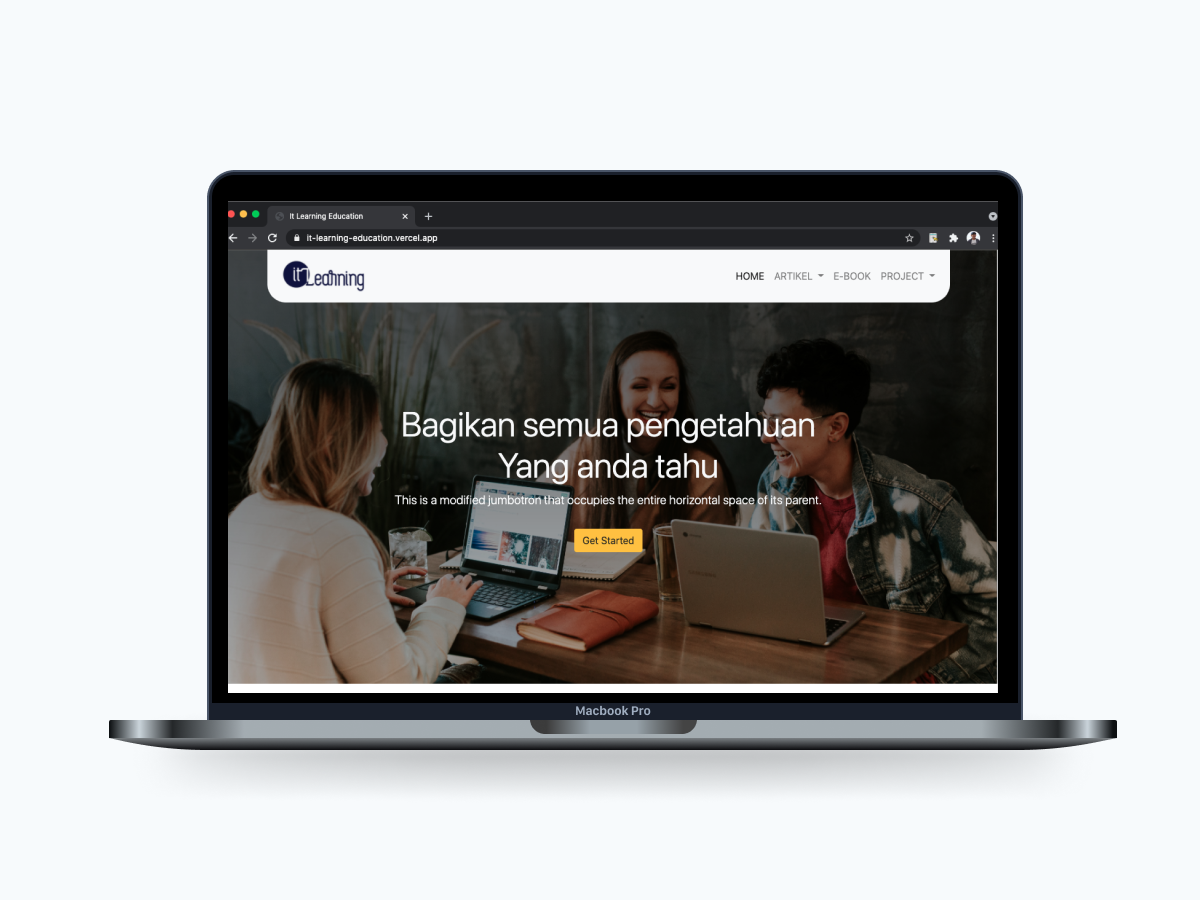 It Learning Education
it-learning-education.vercel.app
it Learning
HOME ARTIKEL E-BOOK PROJECT
Bagikan semua pengetahuan
Yang anda tahu
This is a modified jumbotron that occupies the entire horizontal space of its parent.
Get Started
Macbook Pro